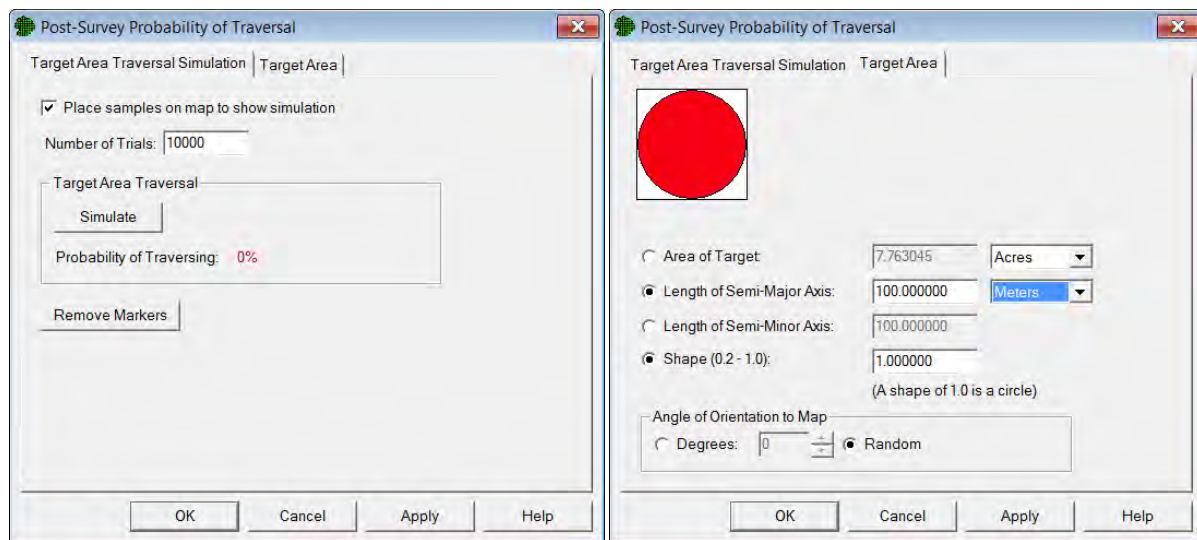 Post-Survey Probability of Traversal
Target Area Traversal Simulation
Target Area
Place samples on map to show simulation
Number of Trials: 10000
Target Area Traversal
Simulate
Probability of Traversing: 0%
Remove Markers
OK
Cancel
Apply
Help
Post-Survey Probability of Traversal
Target Area Traversal Simulation
Target Area
Area of Target: 7.763045 Acres
Length of Semi-Major Axis: 100.000000 Meters
Length of Semi-Minor Axis: 100.000000
Shape (0.2 - 1.0): 1.000000
(A shape of 1.0 is a circle)
Angle of Orientation to Map
Degrees: 0 Random
OK
Cancel
Apply
Help